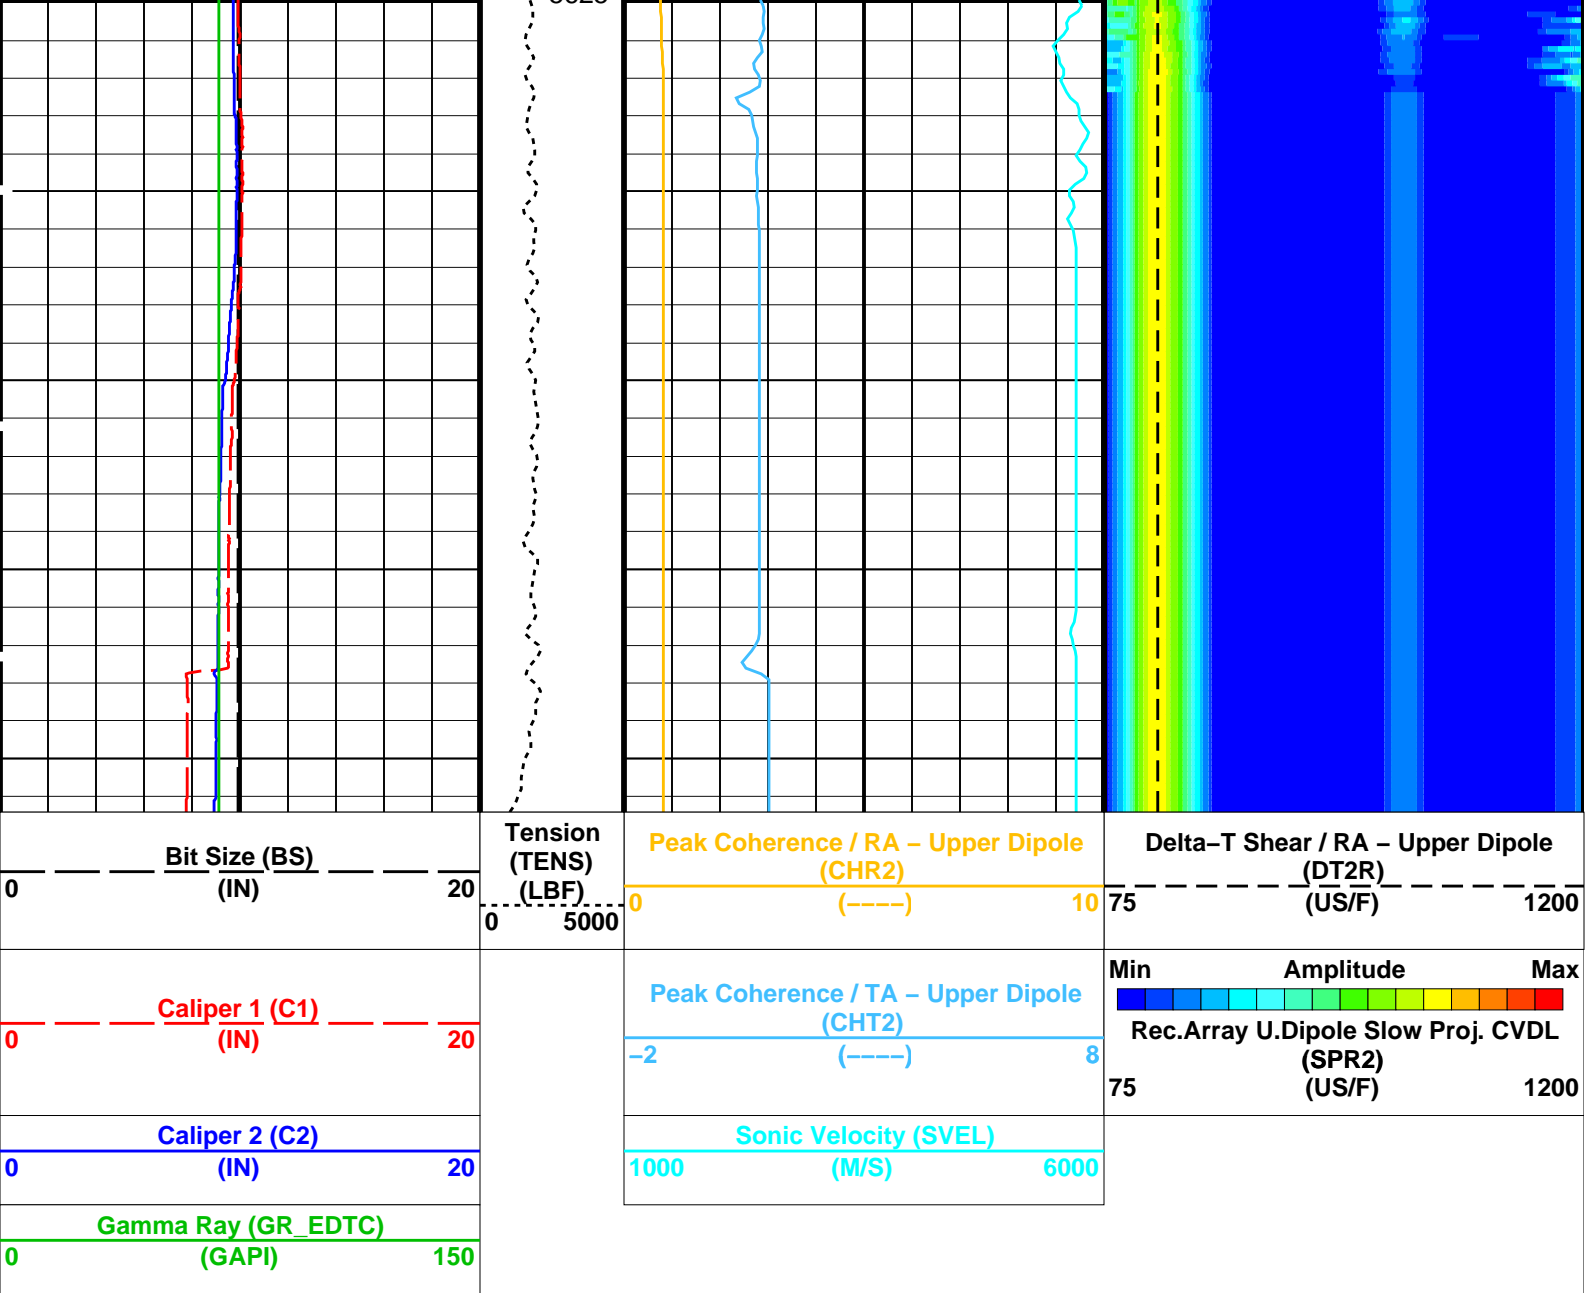 Bit Size (BS)
0 (IN) 20
Tension
(TENS)
(LBF)
0 5000
Peak Coherence / RA – Upper Dipole
(CHR2)
0 (––––) 10
Delta–T Shear / RA – Upper Dipole
(DT2R)
75 (US/F) 1200
Caliper 1 (C1)
0 (IN) 20
Peak Coherence / TA – Upper Dipole
(CHT2)
–2 (––––) 8
Min Amplitude Max
Rec.Array U.Dipole Slow Proj. CVDL
(SPR2)
75 (US/F) 1200
Caliper 2 (C2)
0 (IN) 20
Sonic Velocity (SVEL)
1000 (M/S) 6000
Gamma Ray (GR_EDTC)
0 (GAPI) 150